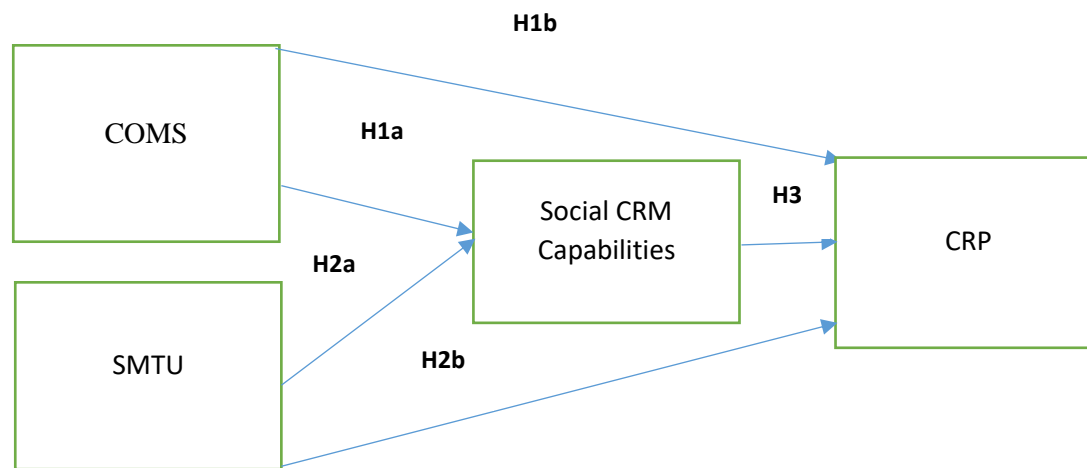 H1b
COMS
H1a
Social CRM
Capabilities
H3
CRP
H2a
SMTU
H2b